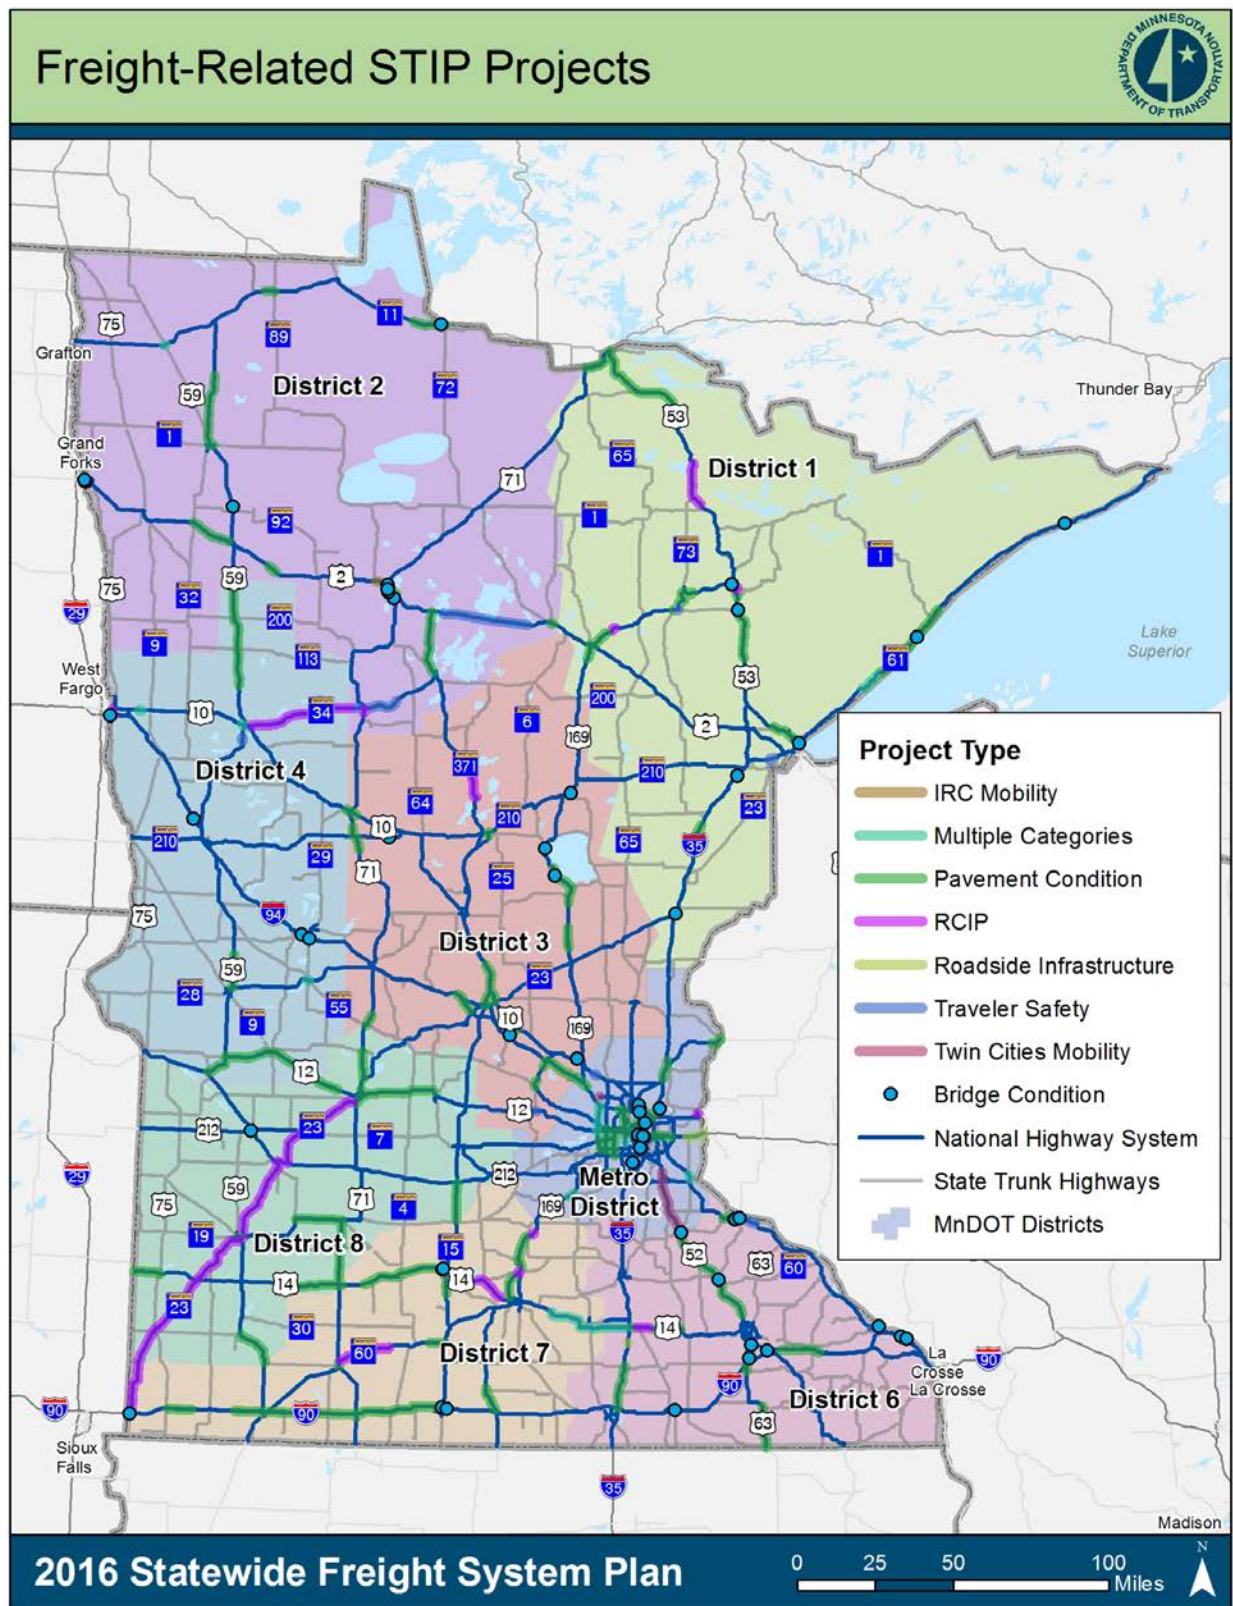 Freight-Related STIP Projects
MINNESOTA
DEPARTMENT OF TRANSPORTATION
75
11
Grafton
89
59
District 2
72
Thunder Bay
53
1
Grand
Forks
65
District 1
71
1
92
73
1
2
75
59
32
29
200
9
113
Lake
Superior
61
West
Fargo
53
200
10
34
6
2
169
District 4
371
210
64
23
210
10
210
65
35
29
71
25
94
75
District 3
59
23
28
55
9
10
169
12
12
23
7
212
29
212
Metro
District
59
71
75
4
169
19
District 8
15
35
52
63
60
14
14
23
30
14
60
District 7
La
Crosse
La Crosse
90
90
District 6
90
90
63
Sioux
Falls
35
Madison
Project Type
IRC Mobility
Multiple Categories
Pavement Condition
RCIP
Roadside Infrastructure
Traveler Safety
Twin Cities Mobility
Bridge Condition
National Highway System
State Trunk Highways
MnDOT Districts
2016 Statewide Freight System Plan
0 25 50 100
Miles
N